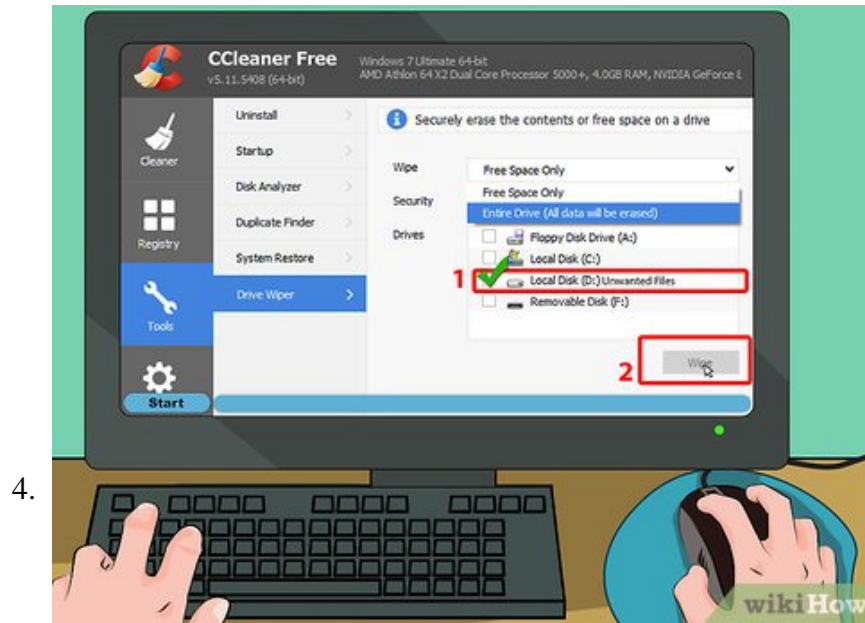 CCleaner Free
v5.11.5408 (64-bit)
Windows 7 Ultimate 64-bit
AMD Athlon 64 X2 Dual Core Processor 5000+, 4.0GB RAM, NVIDIA GeForce
Cleaner
Registry
Tools
Start
Uninstall
Startup
Disk Analyzer
Duplicate Finder
System Restore
Drive Wiper
Securely erase the contents or free space on a drive
Wipe
Free Space Only
Free Space Only
Security
Entire Drive (All data will be erased)
Drives
Floppy Disk Drive (A:)
Local Disk (C:)
1
Local Disk (D:) Unwanted Files
Removable Disk (F:)
2
Wipe
4.
wikiHow